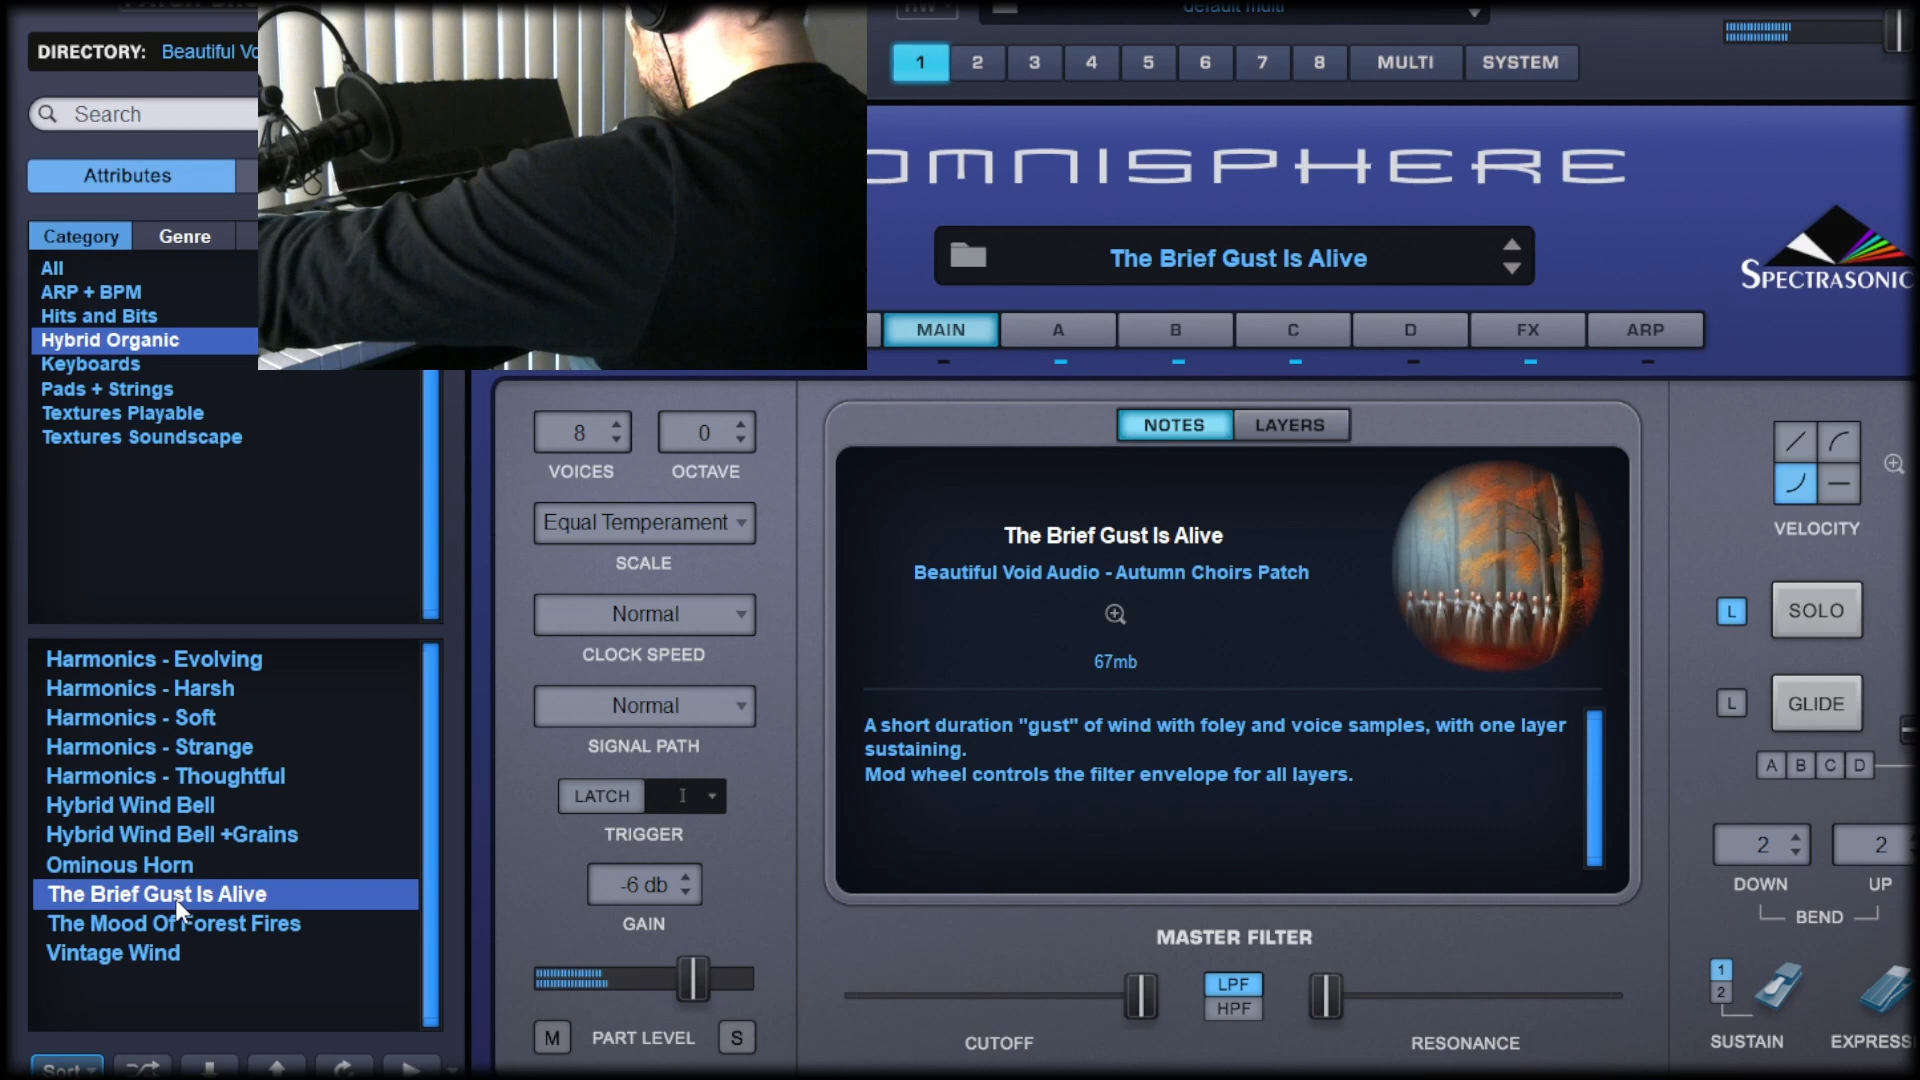 DIRECTORY: Beautiful Vo
Search
Attributes
Category Genre
All
ARP + BPM
Hits and Bits
Hybrid Organic
Keyboards
Pads + Strings
Textures Playable
Textures Soundscape
Harmonics - Evolving
Harmonics - Harsh
Harmonics - Soft
Harmonics - Strange
Harmonics - Thoughtful
Hybrid Wind Bell
Hybrid Wind Bell +Grains
Ominous Horn
The Brief Gust Is Alive
The Mood Of Forest Fires
Vintage Wind
Sort
default multi
1 2 3 4 5 6 7 8 MULTI SYSTEM
OMNISPHERE
The Brief Gust Is Alive
SPECTRASONIC
MAIN A B C D FX ARP
8 0
VOICES OCTAVE
Equal Temperament
SCALE
Normal
CLOCK SPEED
Normal
SIGNAL PATH
LATCH
TRIGGER
-6 db
GAIN
M PART LEVEL S
NOTES LAYERS
The Brief Gust Is Alive
Beautiful Void Audio - Autumn Choirs Patch
67mb
A short duration "gust" of wind with foley and voice samples, with one layer
sustaining.
Mod wheel controls the filter envelope for all layers.
MASTER FILTER
LPF
HPF
CUTOFF RESONANCE
VELOCITY
L SOLO
L GLIDE
A B C D
2 2
DOWN UP
BEND
1
2
SUSTAIN EXPRESS